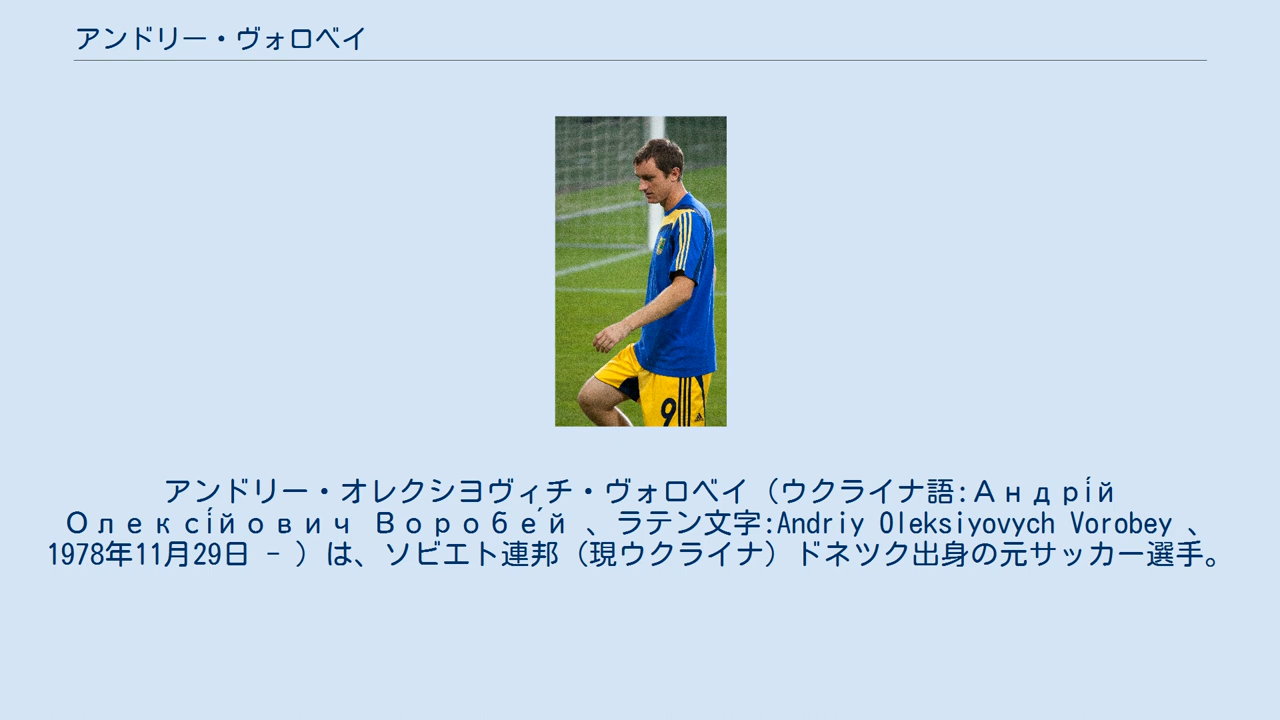 アンドリー・ヴォロベイ
9
アンドリー・オレクシヨヴィチ・ヴォロベイ（ウクライナ語:Андрі́й
Олексі́йович Воробе́й 、ラテン文字:Andriy Oleksiyovych Vorobey 、
1978年11月29日 - ）は、ソビエト連邦（現ウクライナ）ドネツク出身の元サッカー選手。